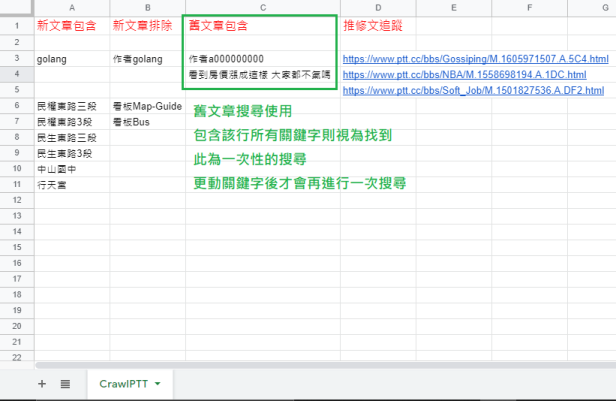 A B C D E F G
1 新文章包含 新文章排除 舊文章包含 推修文追蹤
2
3 golang 作者golang 作者a000000000 https://www.ptt.cc/bbs/Gossiping/M.1605971507.A.5C4.html
4 看到房價漲成這樣 大家都不氣嗎 https://www.ptt.cc/bbs/NBA/M.1558698194.A.1DC.html
5 https://www.ptt.cc/bbs/Soft_Job/M.1501827536.A.DF2.html
6 民權東路三段 看板Map-Guide 舊文章搜尋使用
7 民權東路3段 看板Bus
8 民生東路三段 包含該行所有關鍵字則視為找到
9 民生東路3段 此為一次性的搜尋
10 中山國中
11 行天宮 更動關鍵字後才會再進行一次搜尋
12
13
14
15
16
17
18
19
20
21
22
CrawlPTT